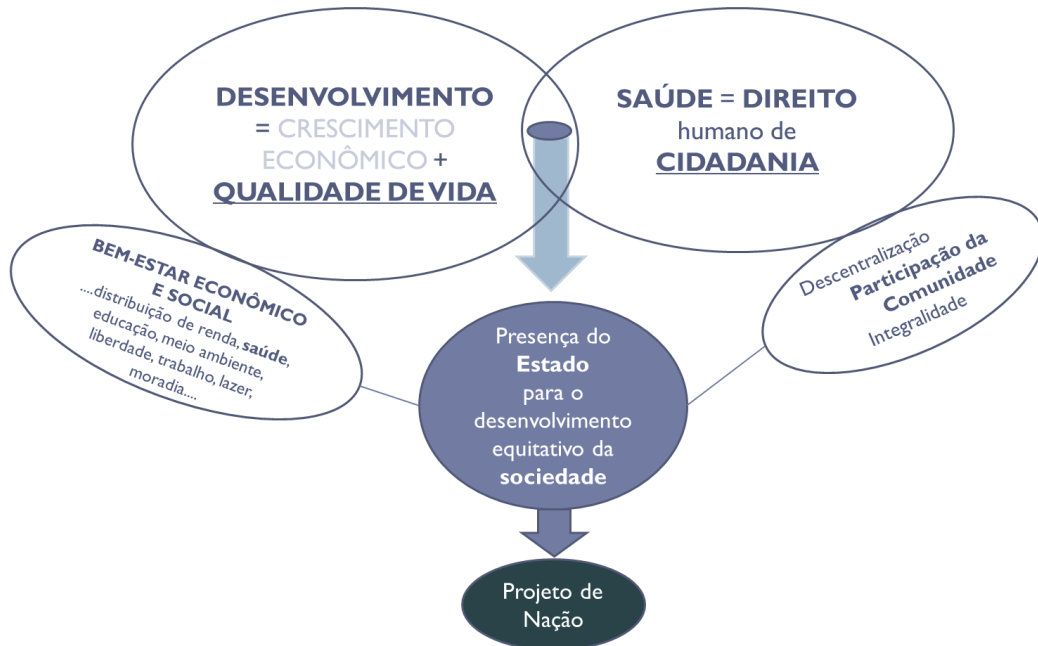 DESENVOLVIMENTO
= CRESCIMENTO
ECONÔMICO +
QUALIDADE DE VIDA
SAÚDE = DIREITO
humano de
CIDADANIA
BEM-ESTAR ECONÔMICO
E SOCIAL
....distribuição de renda, saúde,
educação, meio ambiente,
liberdade, trabalho, lazer,
moradia....
Descentralização
Participação da
Comunidade
Integralidade
Presença do
Estado
para o
desenvolvimento
equitativo da
sociedade
Projeto de
Nação